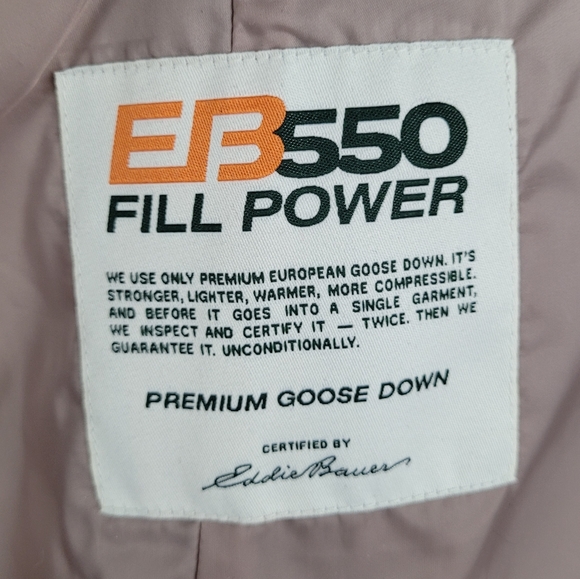 EB550
FILL POWER
WE USE ONLY PREMIUM EUROPEAN GOOSE DOWN. IT'S
STRONGER, LIGHTER, WARMER, MORE COMPRESSIBLE.
AND BEFORE IT GOES INTO A SINGLE GARMENT,
WE INSPECT AND CERTIFY IT — TWICE. THEN WE
GUARANTEE IT. UNCONDITIONALLY.
PREMIUM GOOSE DOWN
CERTIFIED BY
Eddie Bauer